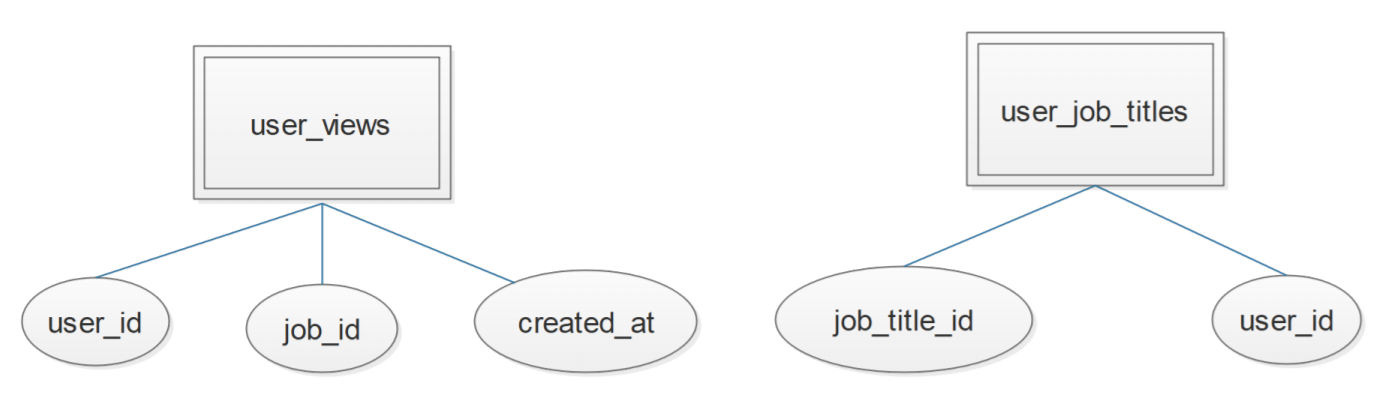 user_views
user_job_titles
user_id
job_id
created_at
job_title_id
user_id